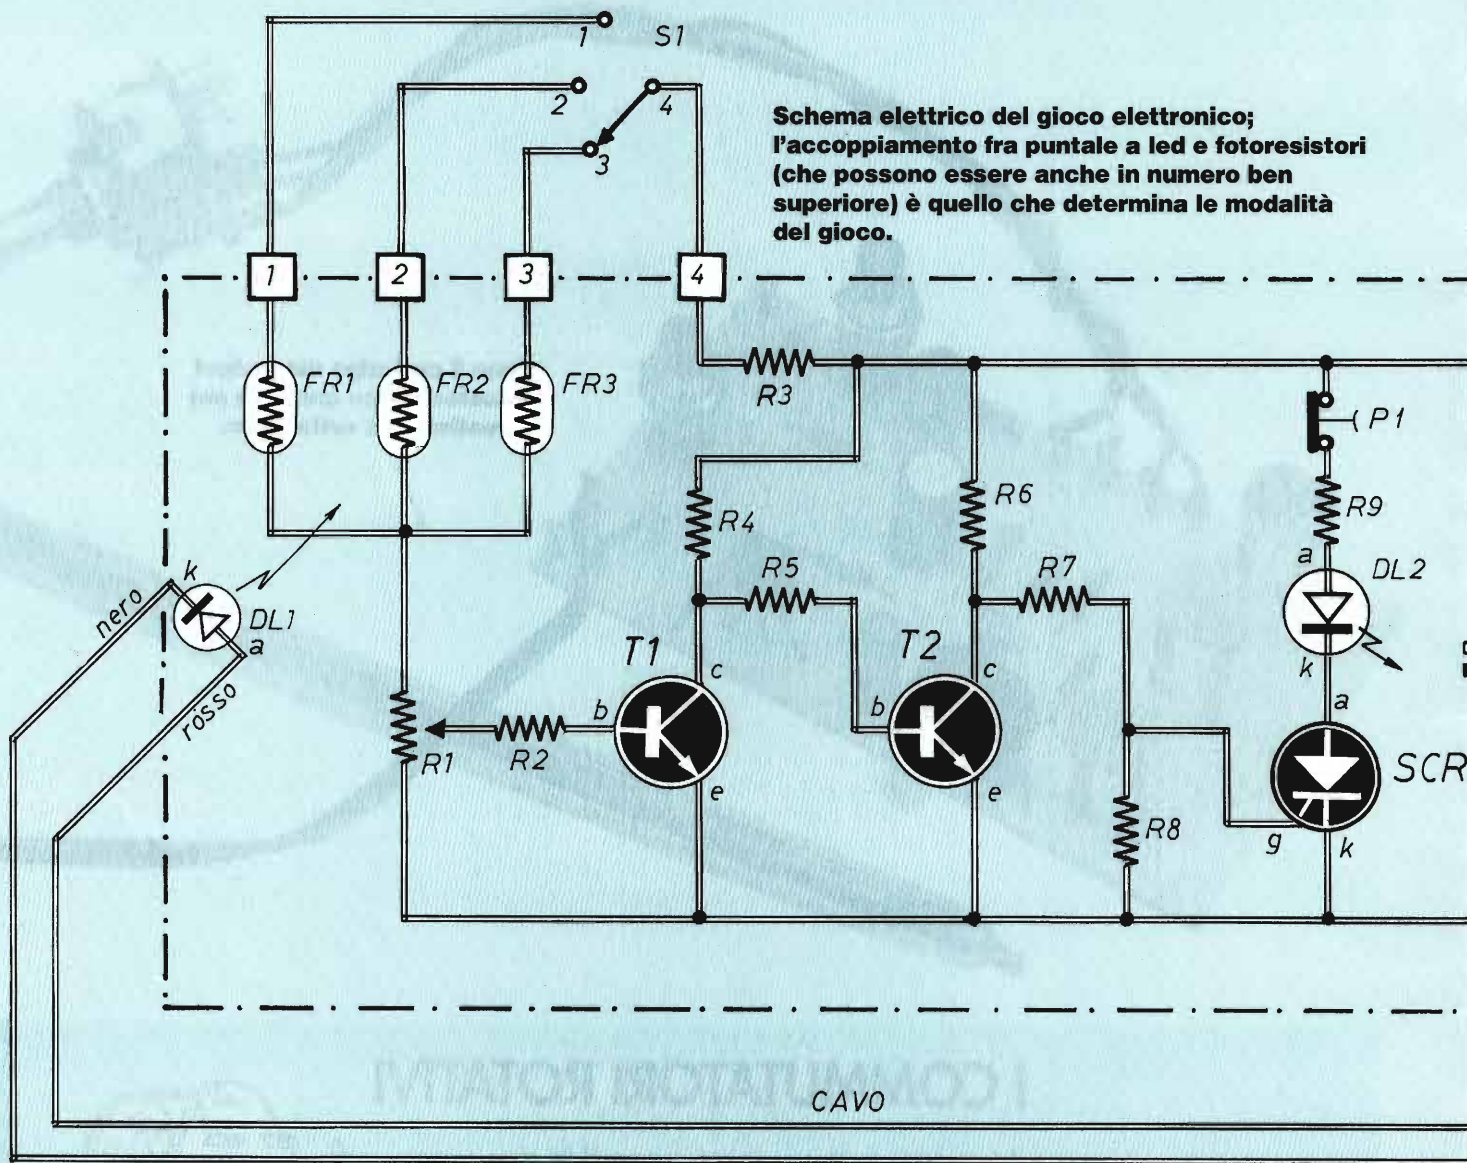 1
S1
2
4
3
Schema elettrico del gioco elettronico;
l'accoppiamento fra puntale a led e fotoresistori
(che possono essere anche in numero ben
superiore) è quello che determina le modalità
del gioco.
1
2
3
4
FR1
FR2
FR3
R3
P1
R4
R6
R9
R5
R7
a
DL2
k
nero
DL1
a
rosso
T1
c
T2
c
k
b
b
a
R1
R2
e
e
SCR
R8
g
k
CAVO
I COMMUTATORI ROTATIVI